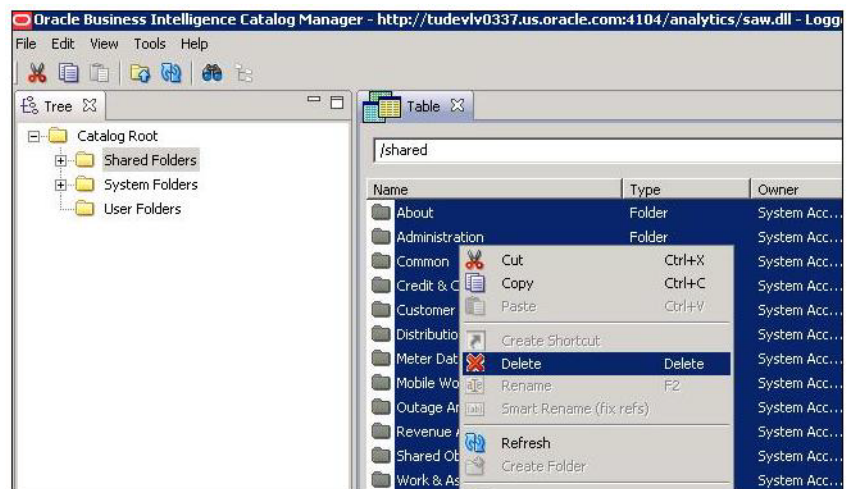 Oracle Business Intelligence Catalog Manager - http://tudevlv0337.us.oracle.com:4104/analytics/saw.dll - Logg
File Edit View Tools Help
Tree
Catalog Root
Shared Folders
System Folders
User Folders
Table
/shared
Name Type Owner
About Folder System Acc...
Administration Folder System Acc...
Common System Acc...
Credit & C System Acc...
Customer System Acc...
Distributio System Acc...
Meter Dat System Acc...
Mobile Wo System Acc...
Outage An System Acc...
Revenue System Acc...
Shared Ob System Acc...
Work & As System Acc...
Cut Ctrl+X
Copy Ctrl+C
Paste Ctrl+V
Create Shortcut
Delete Delete
Rename F2
Smart Rename (fix refs)
Refresh
Create Folder